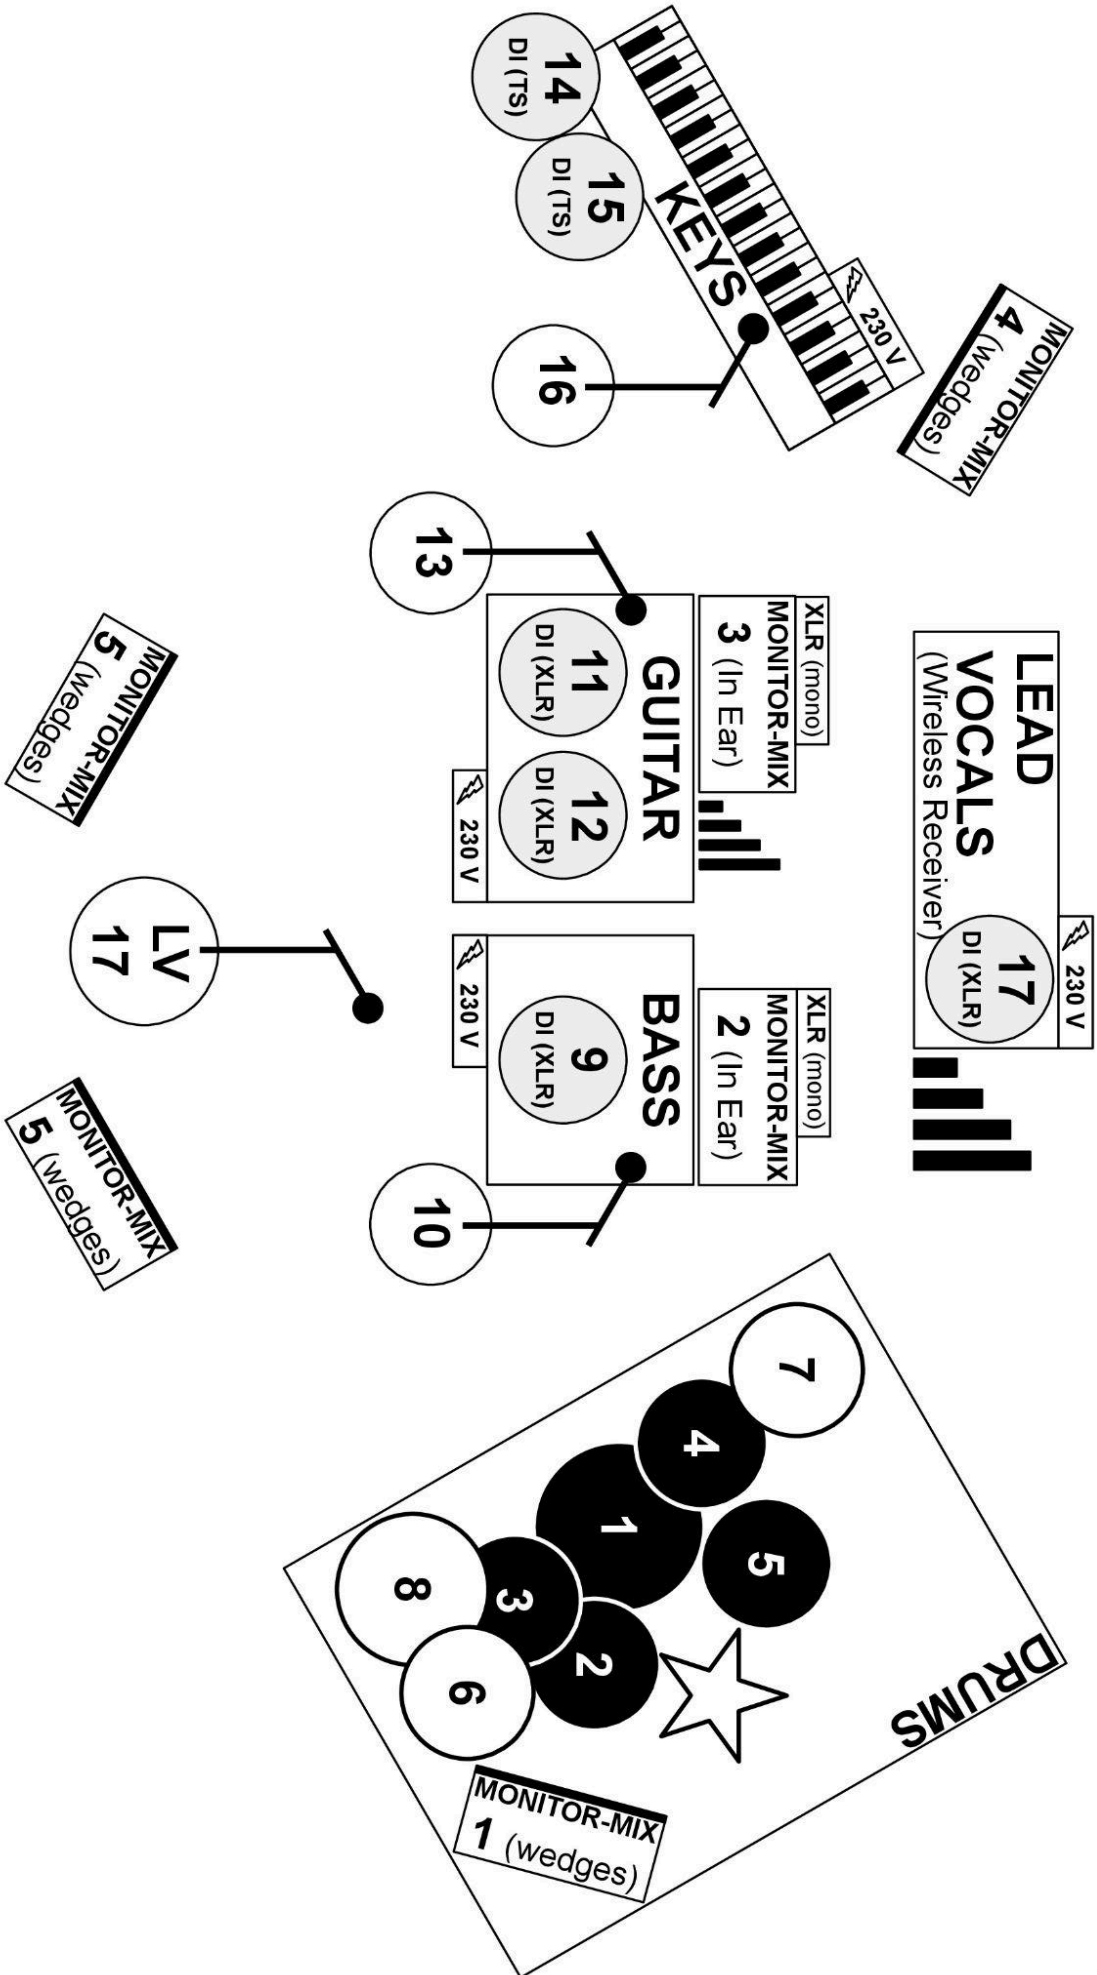 LEAD
VOCALS
(Wireless Receiver)
17
DI (XLR)
230 V
MONITOR-MIX
4 (wedges)
230 V
KEYS
14
DI (TS)
15
DI (TS)
16
XLR (mono)
MONITOR-MIX
3 (In Ear)
GUITAR
11
DI (XLR)
12
DI (XLR)
230 V
13
XLR (mono)
MONITOR-MIX
2 (In Ear)
BASS
9
DI (XLR)
230 V
10
DRUMS
7
4
5
1
2
3
6
8
MONITOR-MIX
1 (wedges)
MONITOR-MIX
5 (wedges)
LV
17
MONITOR-MIX
5 (wedges)